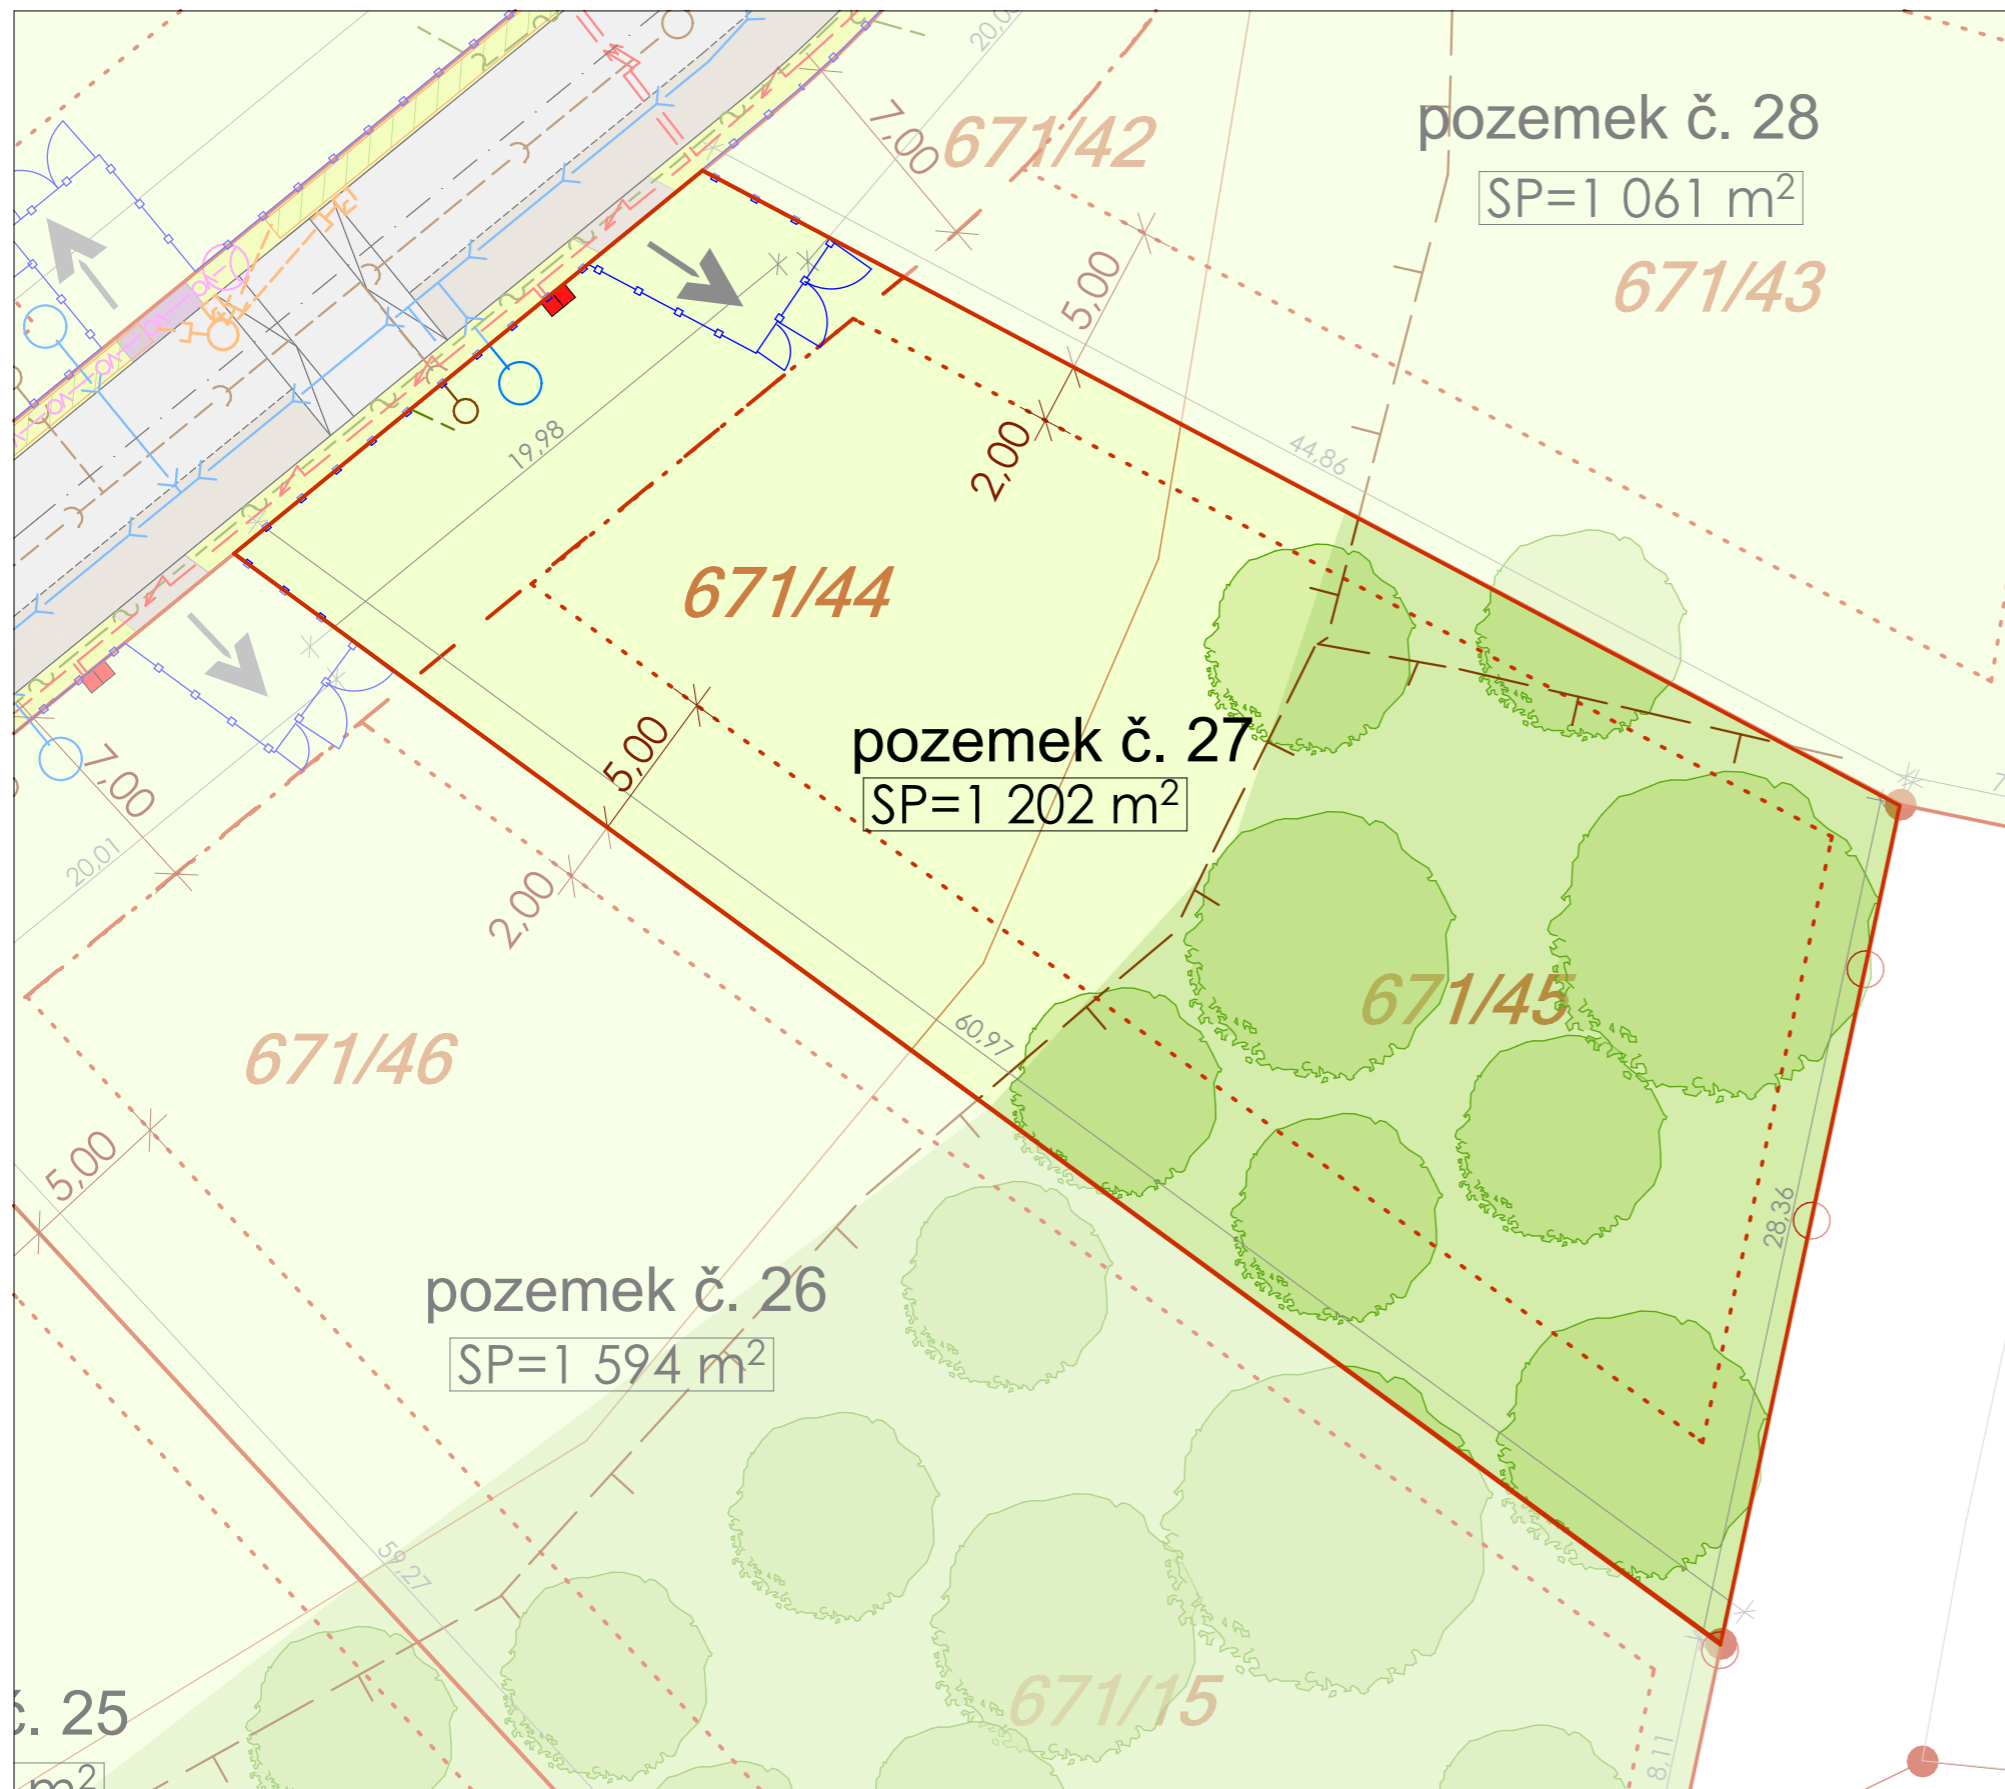 20,0
7,00
671/42
pozemek č. 28
SP=1 061 m²
671/43
5,00
19,98
2,00
44,86
671/44
pozemek č. 27
SP=1 202 m²
5,00
7,00
20,01
2,00
671/45
60,97
671/46
5,00
28,36
pozemek č. 26
SP=1 594 m²
59,27
671/15
č. 25
m²
8,11